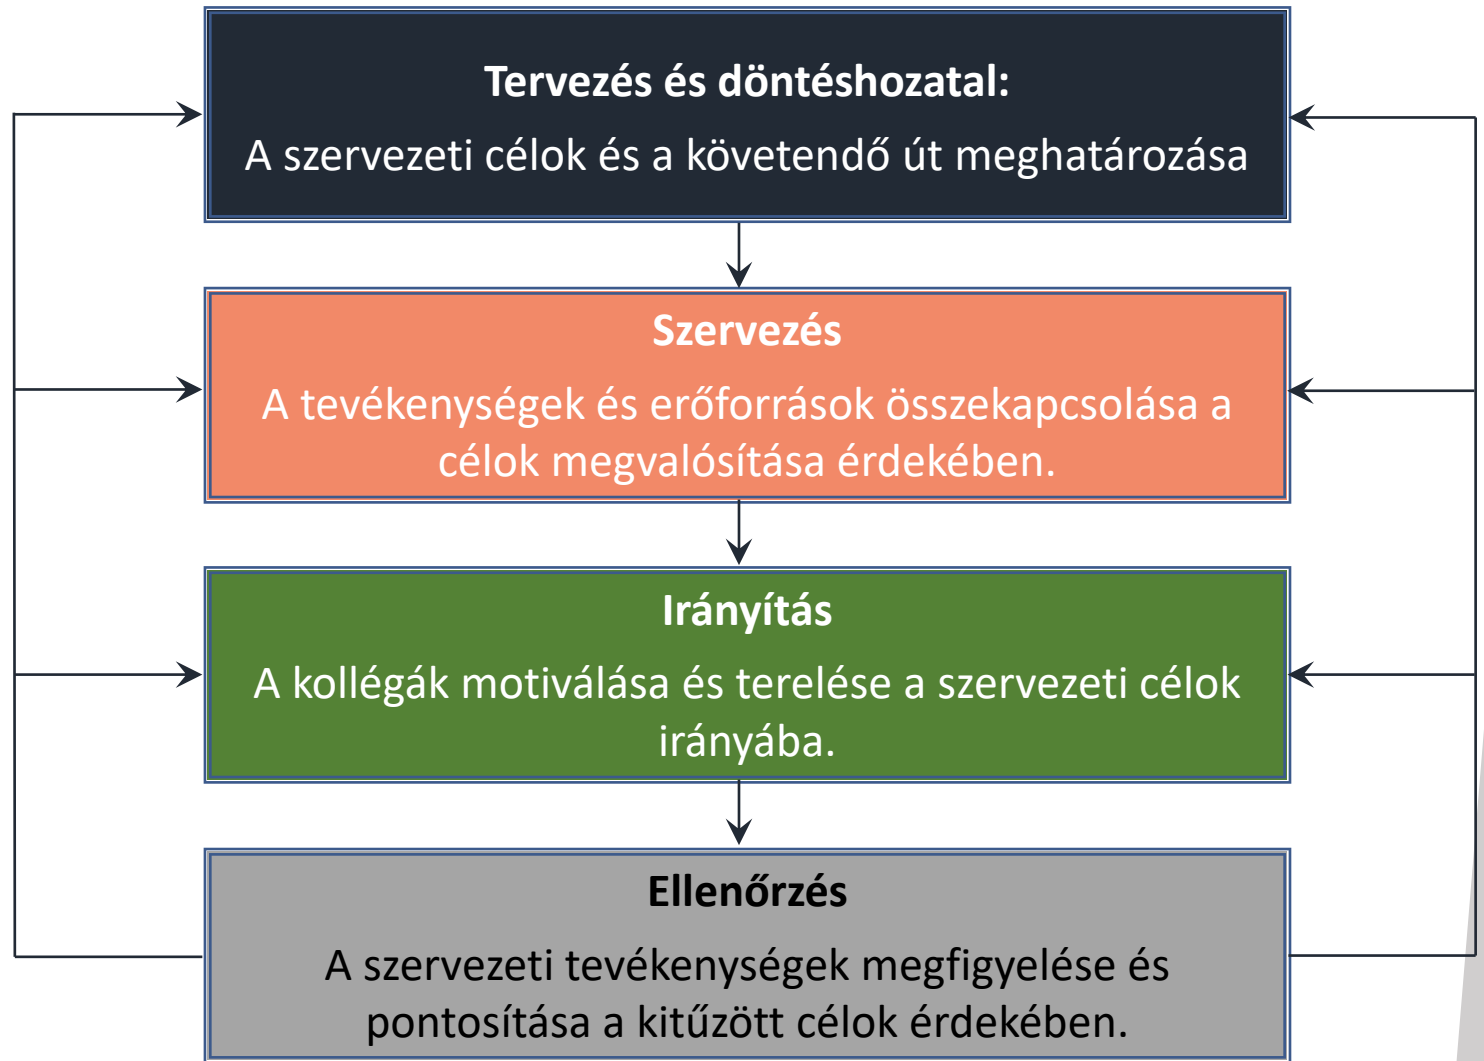 Tervezés és döntéshozatal:
A szervezeti célok és a követendő út meghatározása
Szervezés
A tevékenységek és erőforrások összekapcsolása a
célok megvalósítása érdekében.
Irányítás
A kollégák motiválása és terelése a szervezeti célok
irányába.
Ellenőrzés
A szervezeti tevékenységek megfigyelése és
pontosítása a kitűzött célok érdekében.